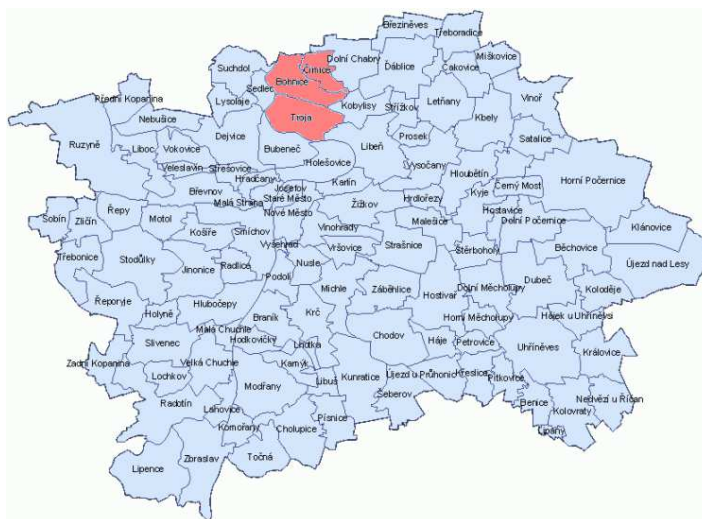 Březiněves
Třeboradice
Dolní Chabry
Miškovice
Suchdol
Čimice
Ďáblice
Čakovice
Sedlec
Bohnice
Přední Kopanina
Lysolaje
Kobylisy
Střížkov
Letňany
Vinoř
Nebušice
Troja
Kbely
Dejvice
Prosek
Satalice
Ruzyně
Liboc
Vokovice
Bubeneč
Libeň
Holešovice
Vysočany
Veleslavín
Střešovice
Hloubětín
Horní Počernice
Hradčany
Karlín
Černý Most
Břevnov
Josefov
Hrdlořezy
Kyje
Malá Strana
Staré Město
Žižkov
Hostavice
Sobín
Zličín
Řepy
Motol
Nové Město
Malešice
Dolní Počernice
Klánovice
Košíře
Smíchov
Vinohrady
Vyšehrad
Vršovice
Strašnice
Štěrboholy
Běchovice
Třebonice
Stodůlky
Jinonice
Radlice
Nusle
Újezd nad Lesy
Podolí
Dubeč
Michle
Záběhlice
Dolní Měcholupy
Koloděje
Řeporyje
Hlubočepy
Hostivař
Holyně
Braník
Krč
Horní Měcholupy
Hájek u Uhříněvsi
Malá Chuchle
Slivenec
Hodkovičky
Lhotka
Chodov
Háje
Petrovice
Uhříněves
Královice
Zadní Kopanina
Velká Chuchle
Kamýk
Lochkov
Modřany
Libuš
Kunratice
Újezd u Průhonic
Křeslice
Pitkovice
Šeberov
Nedvězí u Říčan
Radotín
Lahovice
Písnice
Benice
Kolovraty
Komořany
Cholupice
Lipany
Lipence
Zbraslav
Točná